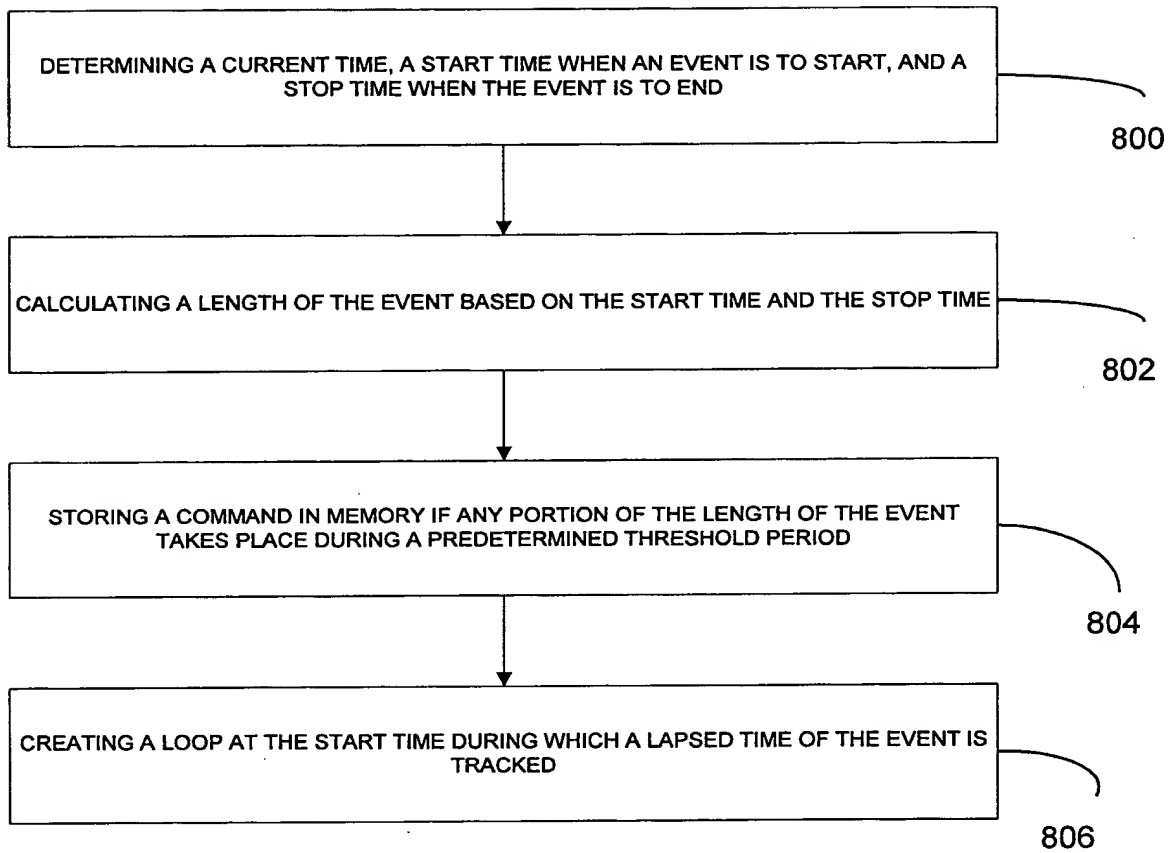 DETERMINING A CURRENT TIME, A START TIME WHEN AN EVENT IS TO START, AND A
STOP TIME WHEN THE EVENT IS TO END
800
CALCULATING A LENGTH OF THE EVENT BASED ON THE START TIME AND THE STOP TIME
802
STORING A COMMAND IN MEMORY IF ANY PORTION OF THE LENGTH OF THE EVENT
TAKES PLACE DURING A PREDETERMINED THRESHOLD PERIOD
804
CREATING A LOOP AT THE START TIME DURING WHICH A LAPSED TIME OF THE EVENT IS
TRACKED
806